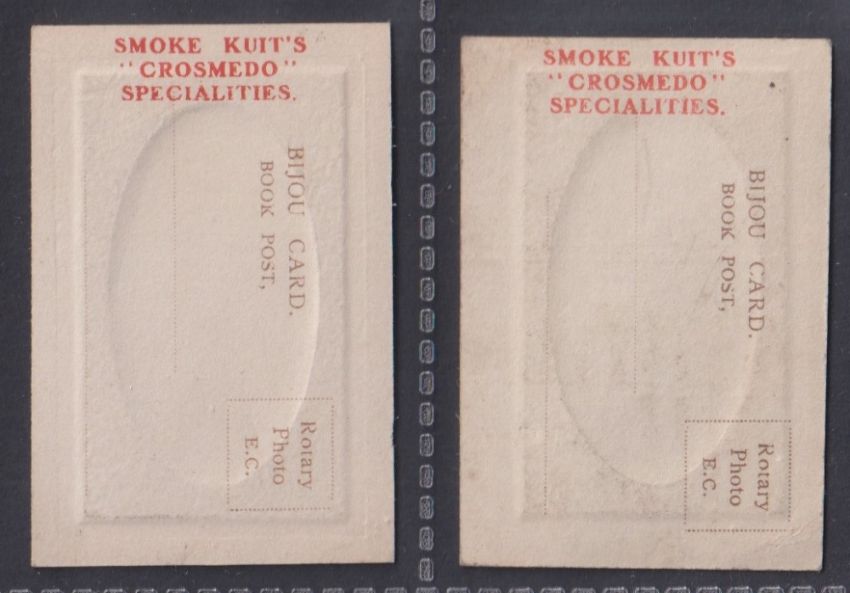 SMOKE KUIT'S
"CROSMEDO"
SPECIALITIES.
BIJOU CARD.
BOOK POST,
Rotary
Photo
E.C.
SMOKE KUIT'S
"CROSMEDO"
SPECIALITIES.
BIJOU CARD.
BOOK POST,
Rotary
Photo
E.C.